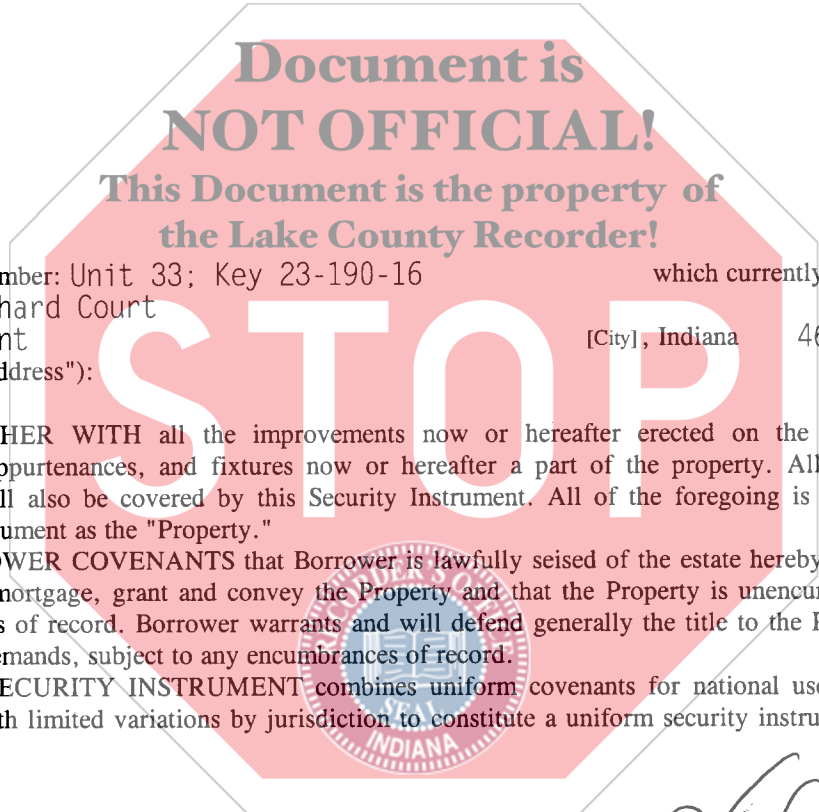 Document is
NOT OFFICIAL!
This Document is the property of
the Lake County Recorder!
mber: Unit 33; Key 23-190-16 which currently
hard Court
nt [City], Indiana 46
ddress"):
STOP
HER WITH all the improvements now or hereafter erected on the
ppurtenances, and fixtures now or hereafter a part of the property. All
ll also be covered by this Security Instrument. All of the foregoing is
ument as the "Property."
OWER COVENANTS that Borrower is lawfully seised of the estate hereby
mortgage, grant and convey the Property and that the Property is unencu
s of record. Borrower warrants and will defend generally the title to the P
emands, subject to any encumbrances of record.
ECURITY INSTRUMENT combines uniform covenants for national use
th limited variations by jurisdiction to constitute a uniform security instru
RECORDER'S OFFICE
SEAL
INDIANA